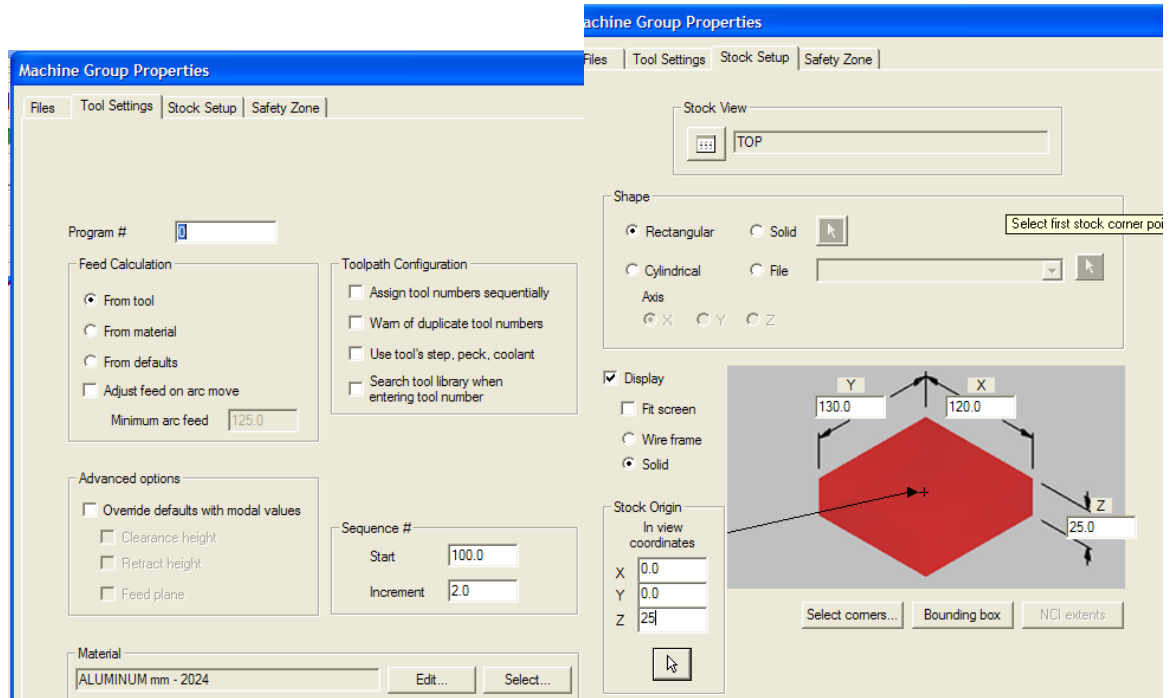 Machine Group Properties
Files
Tool Settings
Stock Setup
Safety Zone
Program #
0
Feed Calculation
From tool
From material
From defaults
Adjust feed on arc move
Minimum arc feed
125.0
Toolpath Configuration
Assign tool numbers sequentially
Warn of duplicate tool numbers
Use tool's step, peck, coolant
Search tool library when
entering tool number
Advanced options
Override defaults with modal values
Clearance height
Retract height
Feed plane
Sequence #
Start
100.0
Increment
2.0
Material
ALUMINUM mm - 2024
Edit...
Select...
achine Group Properties
Files
Tool Settings
Stock Setup
Safety Zone
Stock View
TOP
Shape
Rectangular
Solid
Select first stock corner poi
Cylindrical
File
Axis
X
Y
Z
Display
Fit screen
Wire frame
Solid
Y
130.0
X
120.0
Z
25.0
Stock Origin
In view
coordinates
X 0.0
Y 0.0
Z 25
Select corners...
Bounding box
NCI extents